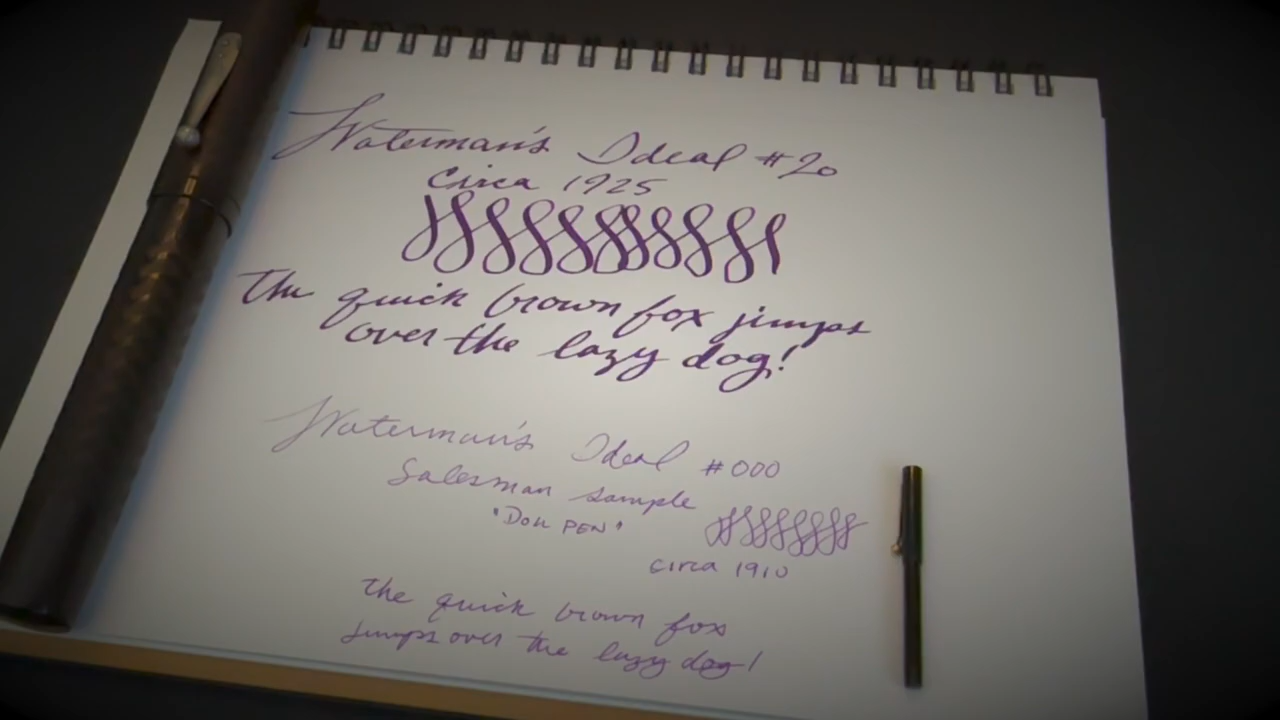 Waterman's Ideal #20
Circa 1925
The quick brown fox jumps
over the lazy dog!
Waterman's Ideal #000
Salesman sample
"Doll PEN"
circa 1910
The quick brown fox
jumps over the lazy dog!